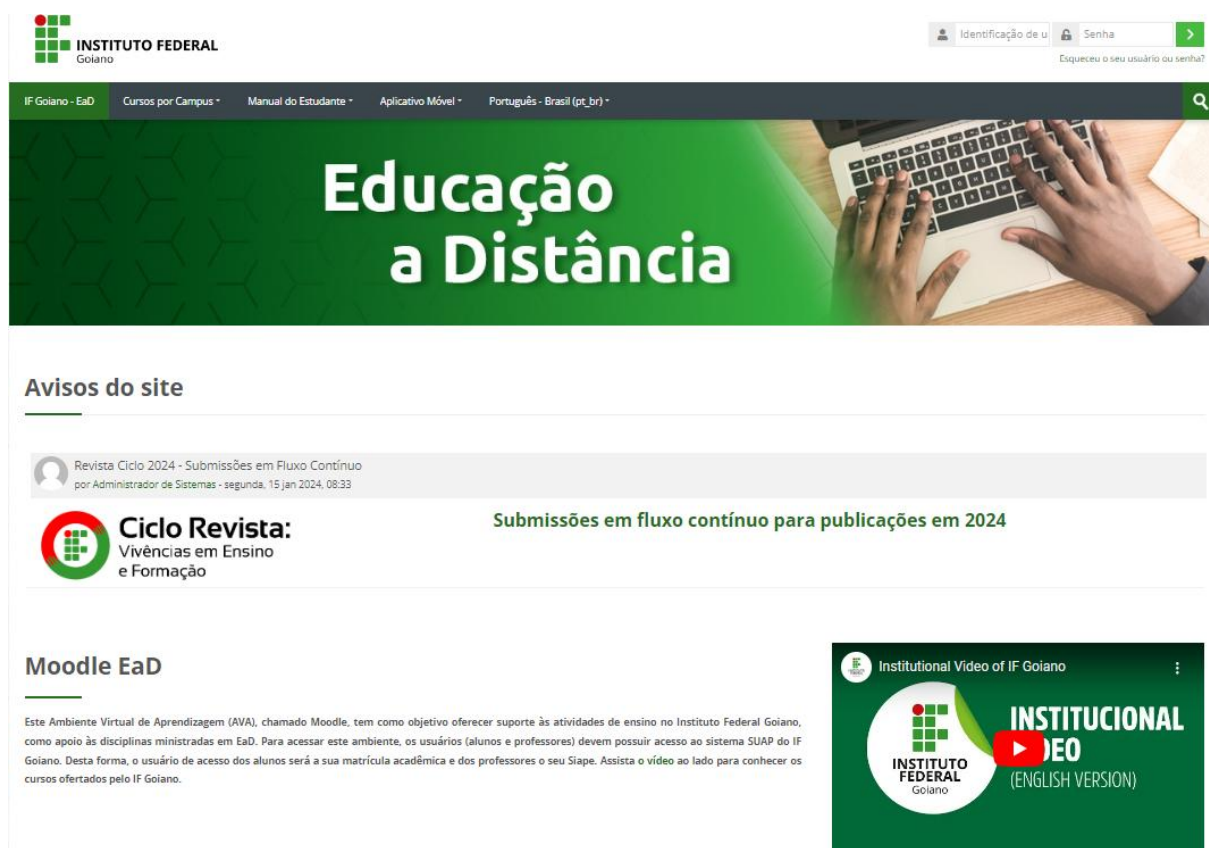 INSTITUTO FEDERAL
Goiano
Identificação de u
Senha
Esqueceu o seu usuário ou senha?
IF Goiano - EaD
Cursos por Campus
Manual do Estudante
Aplicativo Móvel
Português - Brasil (pt_br)
Educação
a Distância
Avisos do site
Revista Ciclo 2024 - Submissões em Fluxo Contínuo
por Administrador de Sistemas - segunda, 15 jan 2024, 08:33
Ciclo Revista:
Vivências em Ensino
e Formação
Submissões em fluxo contínuo para publicações em 2024
Moodle EaD
Este Ambiente Virtual de Aprendizagem (AVA), chamado Moodle, tem como objetivo oferecer suporte às atividades de ensino no Instituto Federal Goiano,
como apoio às disciplinas ministradas em EaD. Para acessar este ambiente, os usuários (alunos e professores) devem possuir acesso ao sistema SUAP do IF
Goiano. Desta forma, o usuário de acesso dos alunos será a sua matrícula acadêmica e dos professores o seu Siape. Assista o vídeo ao lado para conhecer os
cursos ofertados pelo IF Goiano.
Institutional Video of IF Goiano
INSTITUTO
FEDERAL
Goiano
INSTITUCIONAL
DEO
(ENGLISH VERSION)